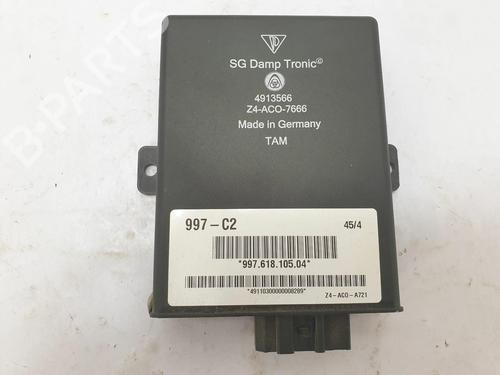 SG Damp Tronic©
4913566
Z4-ACO-7666
Made in Germany
TAM
997-C2
45/4
*997.618.105.04*
*4911030000008289*
Z4-ACO-A721
B-PARTS